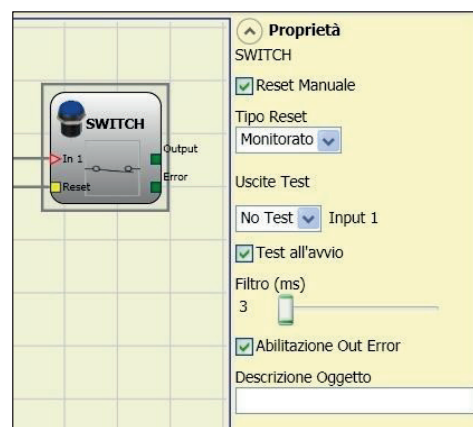 SWITCH
In 1
Reset
Output
Error
Proprietà
SWITCH
Reset Manuale
Tipo Reset
Monitorato
Uscite Test
No Test Input 1
Test all'avvio
Filtro (ms)
3
Abilitazione Out Error
Descrizione Oggetto